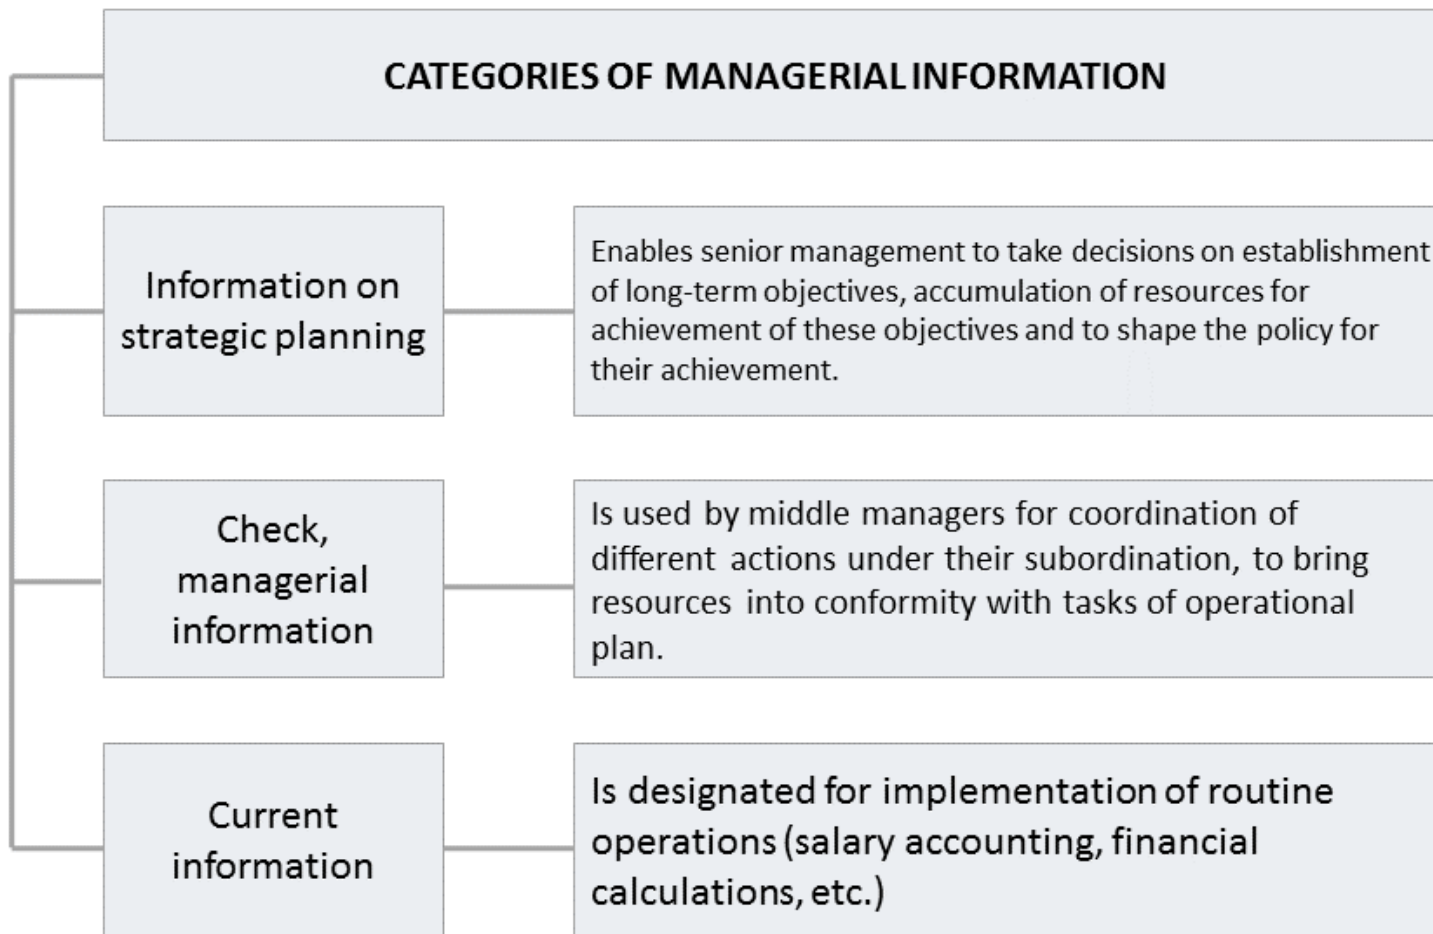 CATEGORIES OF MANAGERIAL INFORMATION
Information on
strategic planning
Enables senior management to take decisions on establishment
of long-term objectives, accumulation of resources for
achievement of these objectives and to shape the policy for
their achievement.
Check,
managerial
information
Is used by middle managers for coordination of
different actions under their subordination, to bring
resources into conformity with tasks of operational
plan.
Current
information
Is designated for implementation of routine
operations (salary accounting, financial
calculations, etc.)